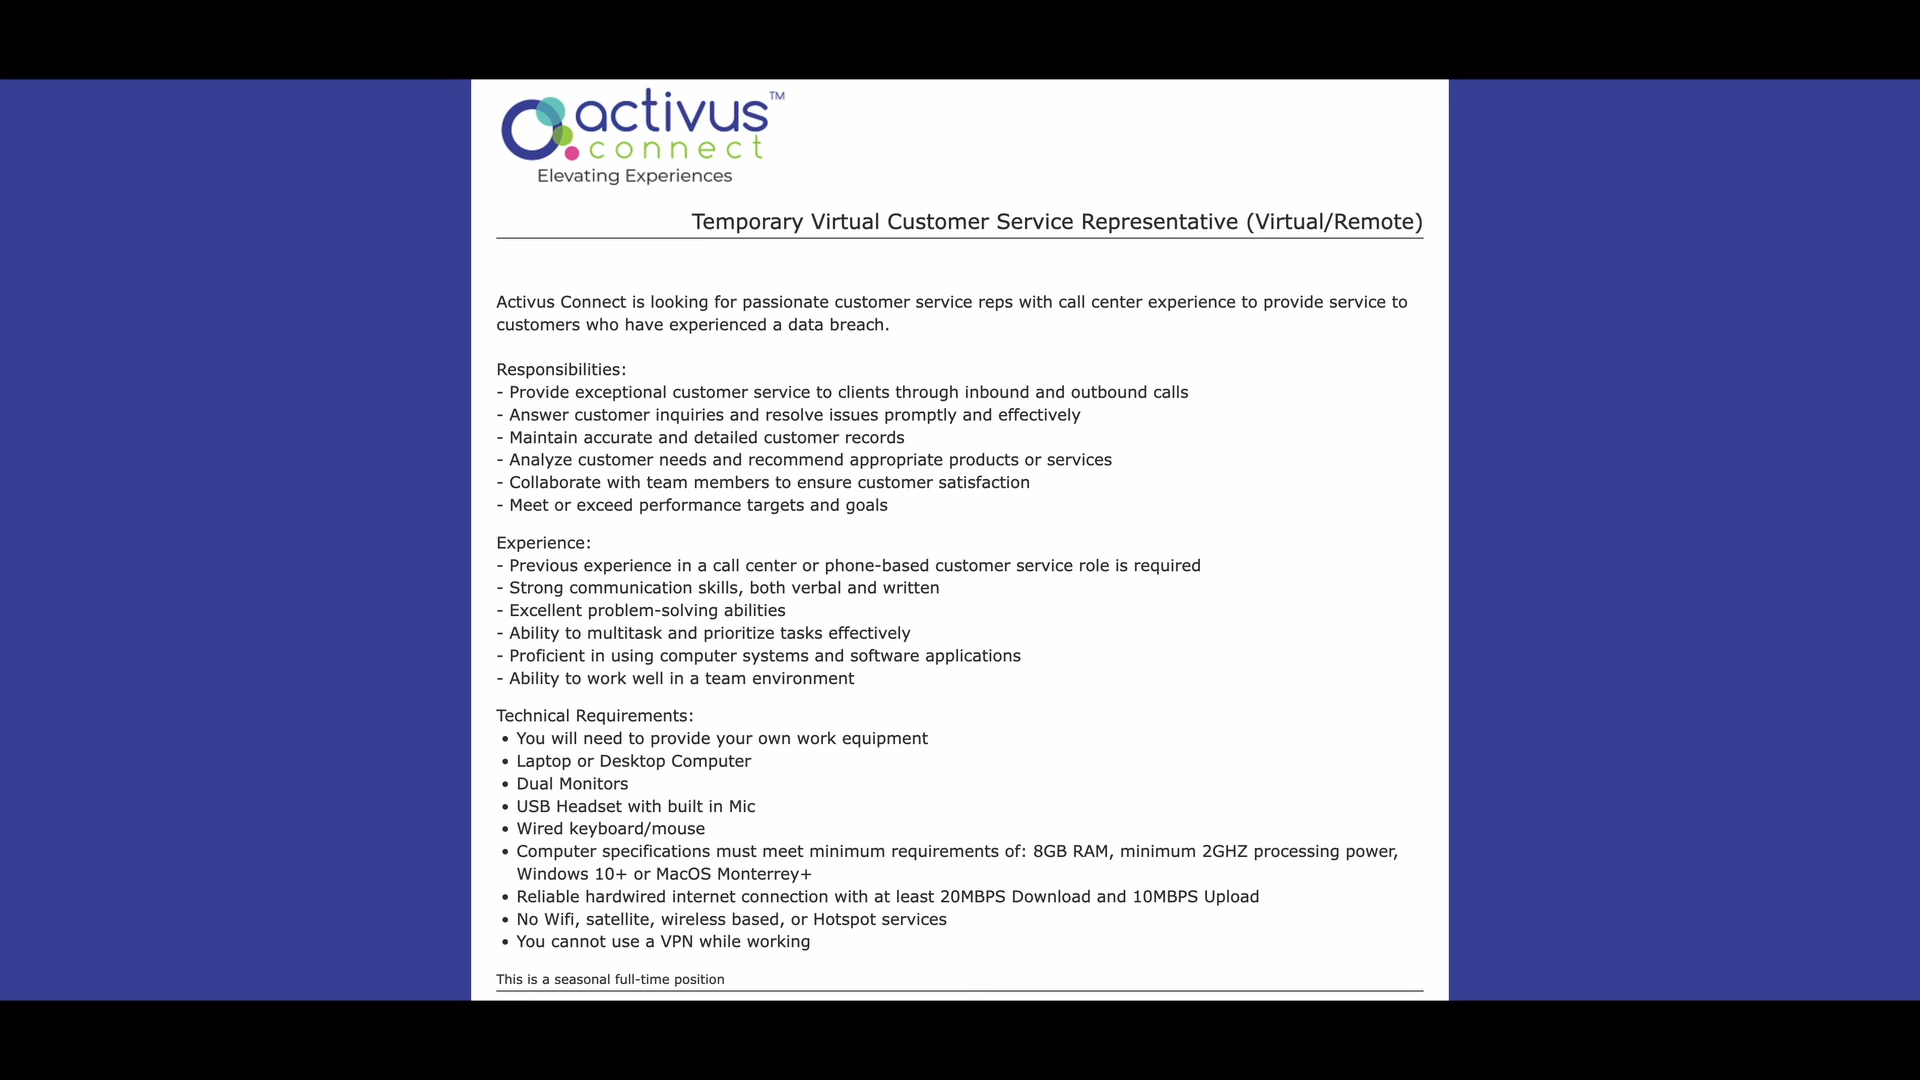 activus™
connect
Elevating Experiences
Temporary Virtual Customer Service Representative (Virtual/Remote)
Activus Connect is looking for passionate customer service reps with call center experience to provide service to
customers who have experienced a data breach.
Responsibilities:
- Provide exceptional customer service to clients through inbound and outbound calls
- Answer customer inquiries and resolve issues promptly and effectively
- Maintain accurate and detailed customer records
- Analyze customer needs and recommend appropriate products or services
- Collaborate with team members to ensure customer satisfaction
- Meet or exceed performance targets and goals
Experience:
- Previous experience in a call center or phone-based customer service role is required
- Strong communication skills, both verbal and written
- Excellent problem-solving abilities
- Ability to multitask and prioritize tasks effectively
- Proficient in using computer systems and software applications
- Ability to work well in a team environment
Technical Requirements:
• You will need to provide your own work equipment
• Laptop or Desktop Computer
• Dual Monitors
• USB Headset with built in Mic
• Wired keyboard/mouse
• Computer specifications must meet minimum requirements of: 8GB RAM, minimum 2GHZ processing power,
Windows 10+ or MacOS Monterrey+
• Reliable hardwired internet connection with at least 20MBPS Download and 10MBPS Upload
• No Wifi, satellite, wireless based, or Hotspot services
• You cannot use a VPN while working
This is a seasonal full-time position